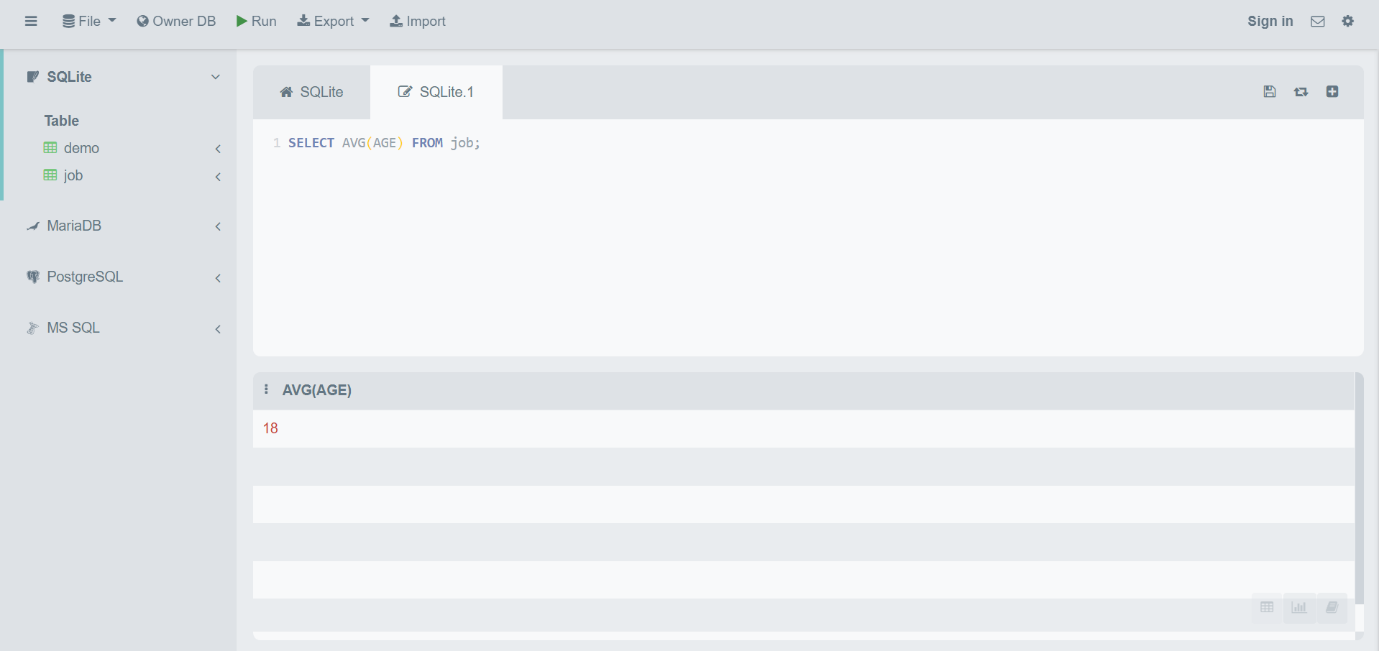 File Owner DB Run Export Import Sign in
SQLite
Table
demo
job
MariaDB
PostgreSQL
MS SQL
SQLite SQLite.1
1 SELECT AVG(AGE) FROM job;
AVG(AGE)
18